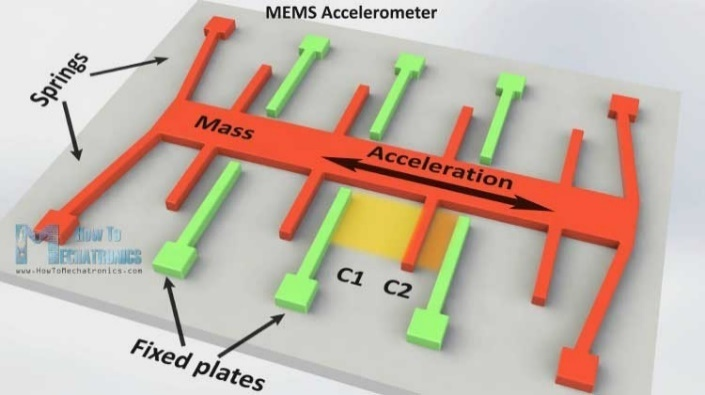 MEMS Accelerometer
Springs
Mass
Acceleration
C1 C2
How To
MECHATRONICS
www.HowToMechatronics.com
Fixed plates